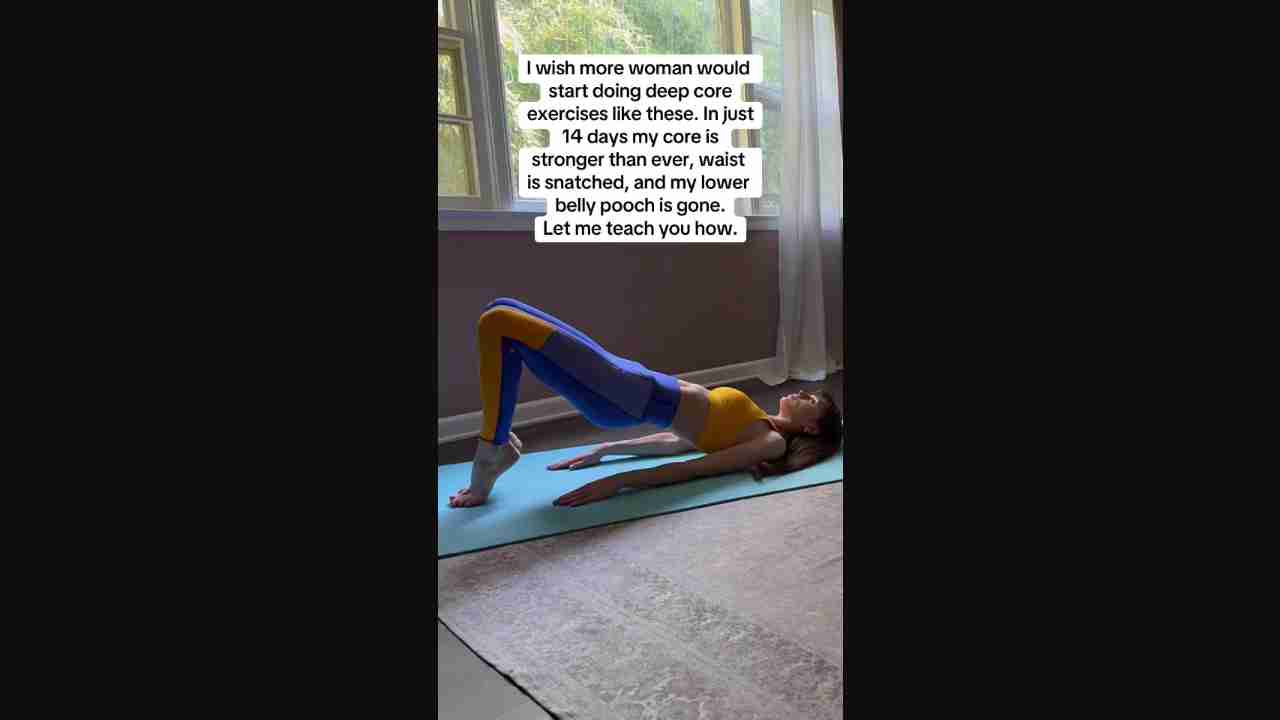 I wish more woman would
start doing deep core
exercises like these. In just
14 days my core is
stronger than ever, waist
is snatched, and my lower
belly pooch is gone.
Let me teach you how.